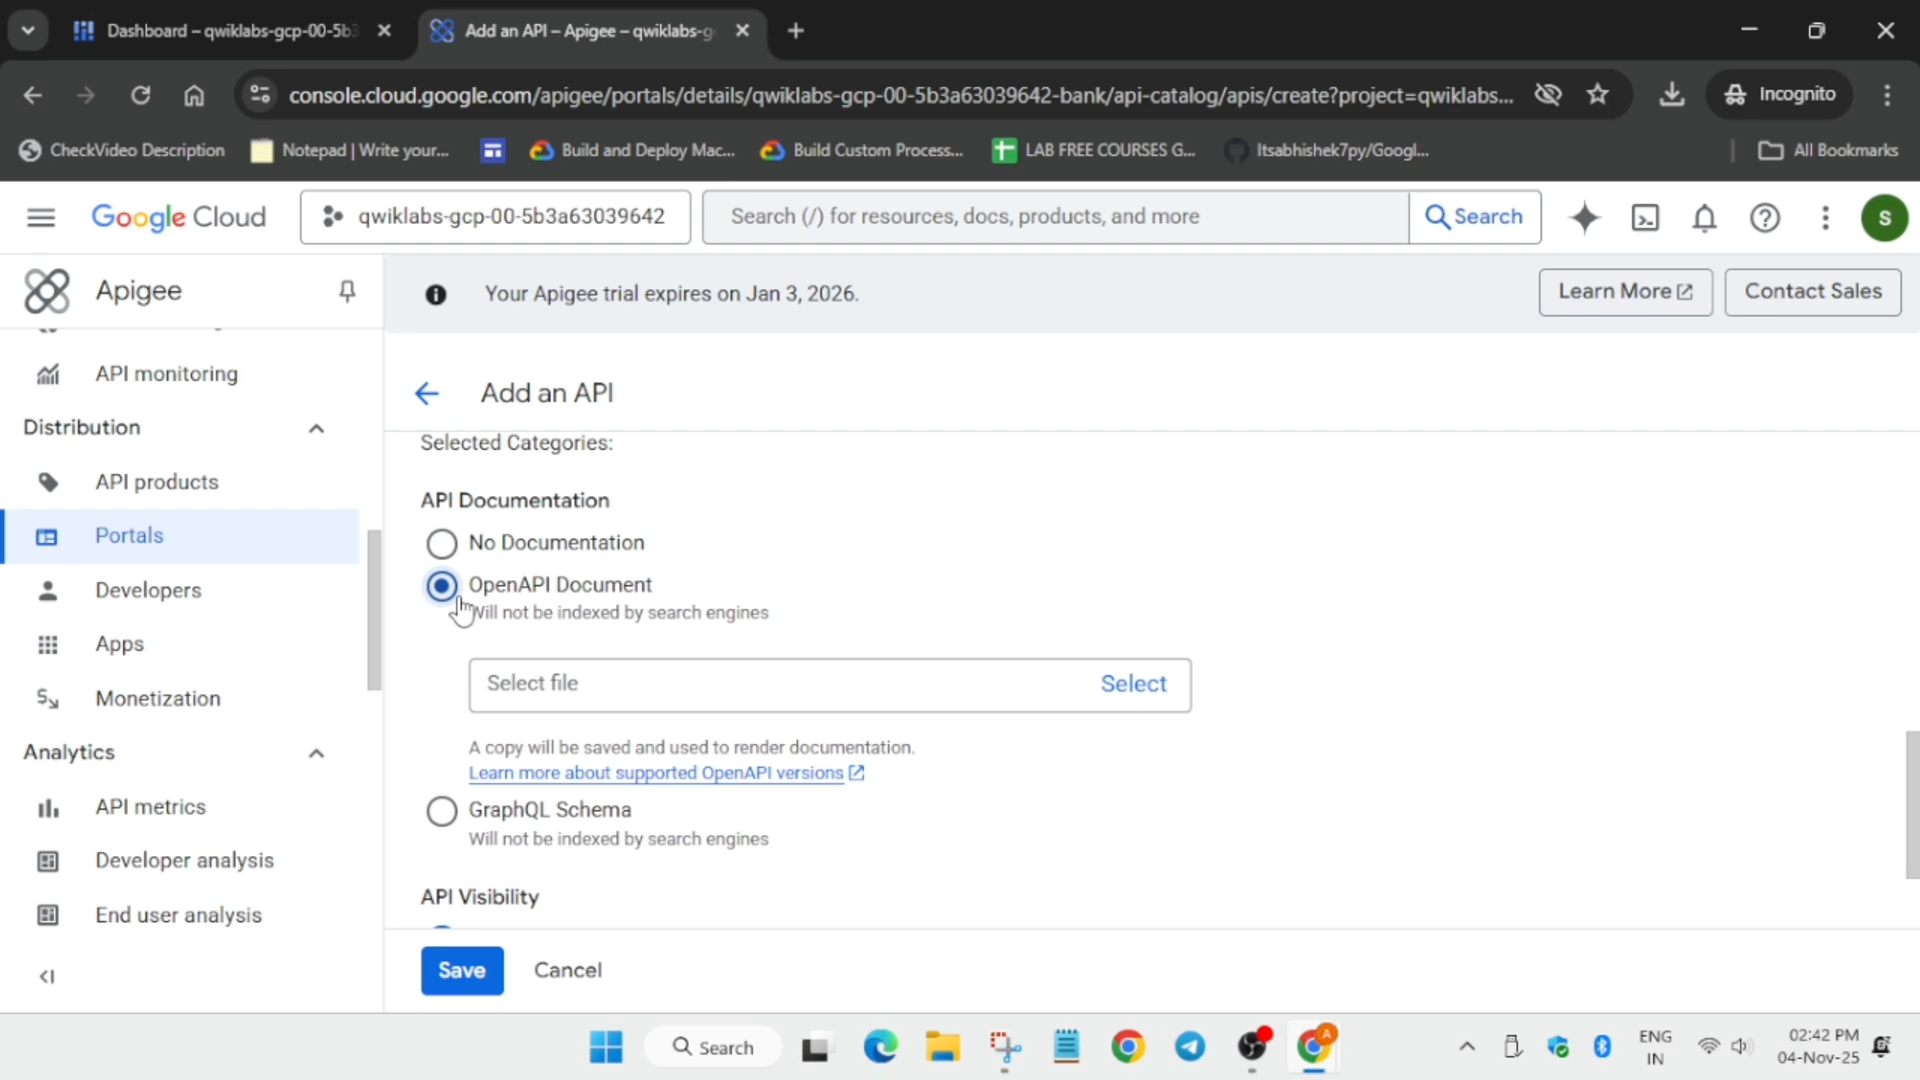 Dashboard – qwiklabs-gcp-00-5b3
Add an API – Apigee – qwiklabs-g
console.cloud.google.com/apigee/portals/details/qwiklabs-gcp-00-5b3a63039642-bank/api-catalog/apis/create?project=qwiklabs...
Incognito
CheckVideo Description
Notepad | Write your...
Build and Deploy Mac...
Build Custom Process...
LAB FREE COURSES G...
Itsabhishek7py/Googl...
All Bookmarks
Google Cloud
qwiklabs-gcp-00-5b3a63039642
Search (/) for resources, docs, products, and more
Search
S
Apigee
Your Apigee trial expires on Jan 3, 2026.
Learn More
Contact Sales
API monitoring
Distribution
API products
Portals
Developers
Apps
Monetization
Analytics
API metrics
Developer analysis
End user analysis
Add an API
Selected Categories:
API Documentation
No Documentation
OpenAPI Document
Will not be indexed by search engines
Select file
Select
A copy will be saved and used to render documentation.
Learn more about supported OpenAPI versions
GraphQL Schema
Will not be indexed by search engines
API Visibility
Save
Cancel
Search
A
ENG
IN
02:42 PM
04-Nov-25